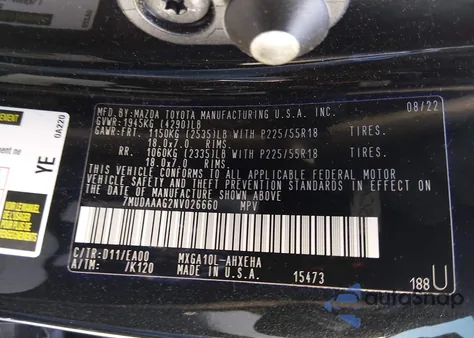 MFD.BY:MAZDA TOYOTA MANUFACTURING U.S.A. INC. 08/22
GVWR:1945KG (4290)LB
GAWR:FRT. 1150KG (2535)LB WITH P225/55R18 TIRES.
18.0x7.0 RIMS.
RR. 1060KG (2335)LB WITH P225/55R18 TIRES.
18.0x7.0 RIMS.
THIS VEHICLE CONFORMS TO ALL APPLICABLE FEDERAL MOTOR
VEHICLE SAFETY AND THEFT PREVENTION STANDARDS IN EFFECT
ON THE DATE OF MANUFACTURE SHOWN ABOVE.
7MUDAAAG2NV026660 MPV
C/TR:D11/EA00 MXGA10L-AHXEHA
A/TM: /K120 MADE IN U.S.A. 15473
188U
0A220
YE
autosnap